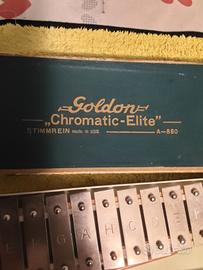 Goldon
„Chromatic-Elite"
STIMMREIN
A-880
F G A H C